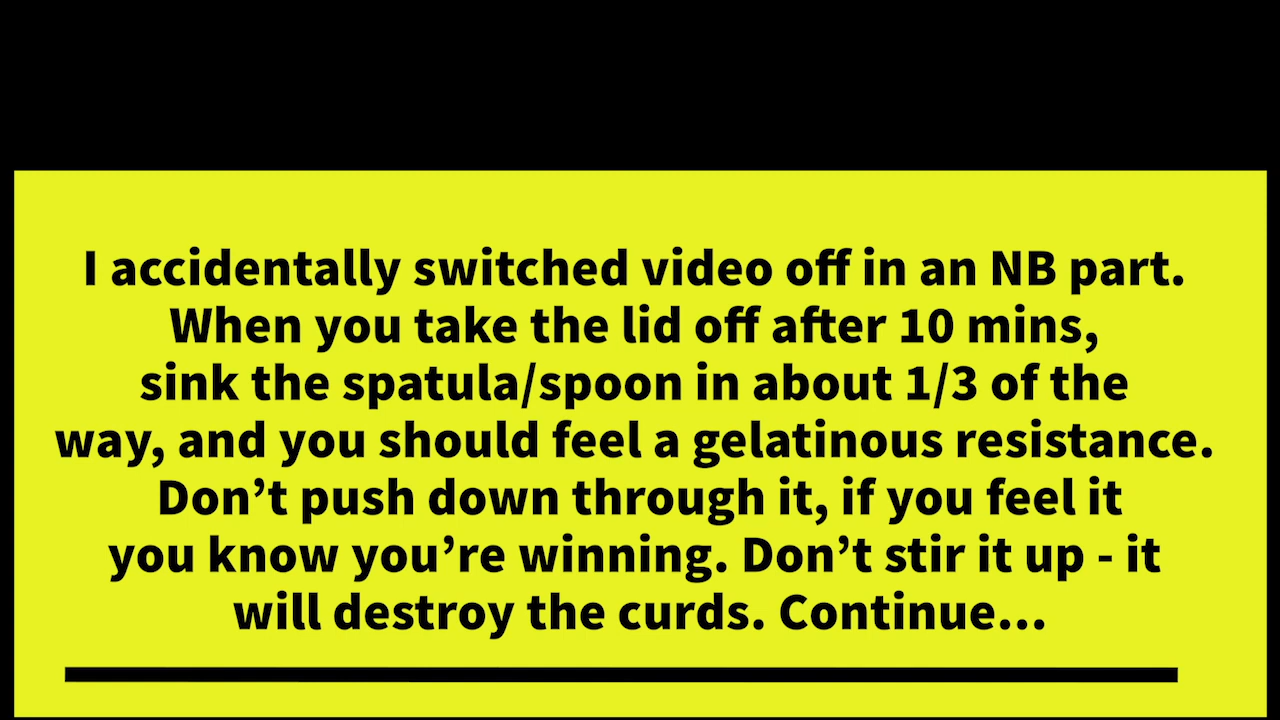 I accidentally switched video off in an NB part.
When you take the lid off after 10 mins,
sink the spatula/spoon in about 1/3 of the
way, and you should feel a gelatinous resistance.
Don’t push down through it, if you feel it
you know you’re winning. Don’t stir it up - it
will destroy the curds. Continue...